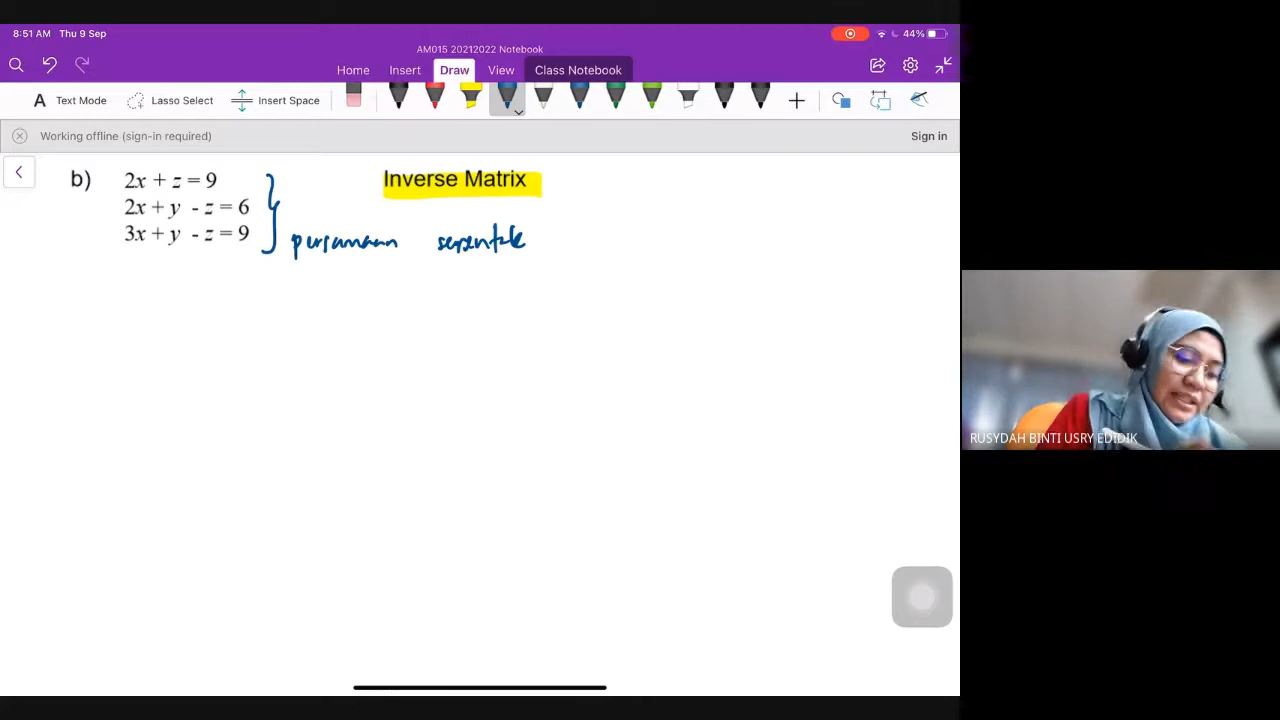 8:51 AM Thu 9 Sep
44%
AM015 20212022 Notebook
Home Insert Draw View Class Notebook
Text Mode Lasso Select Insert Space
Working offline (sign-in required) Sign in
b) 2x + z = 9 Inverse Matrix
2x + y - z = 6
3x + y - z = 9
persamaan serentak
RUSYDAH BINTI USRY EDIDIK